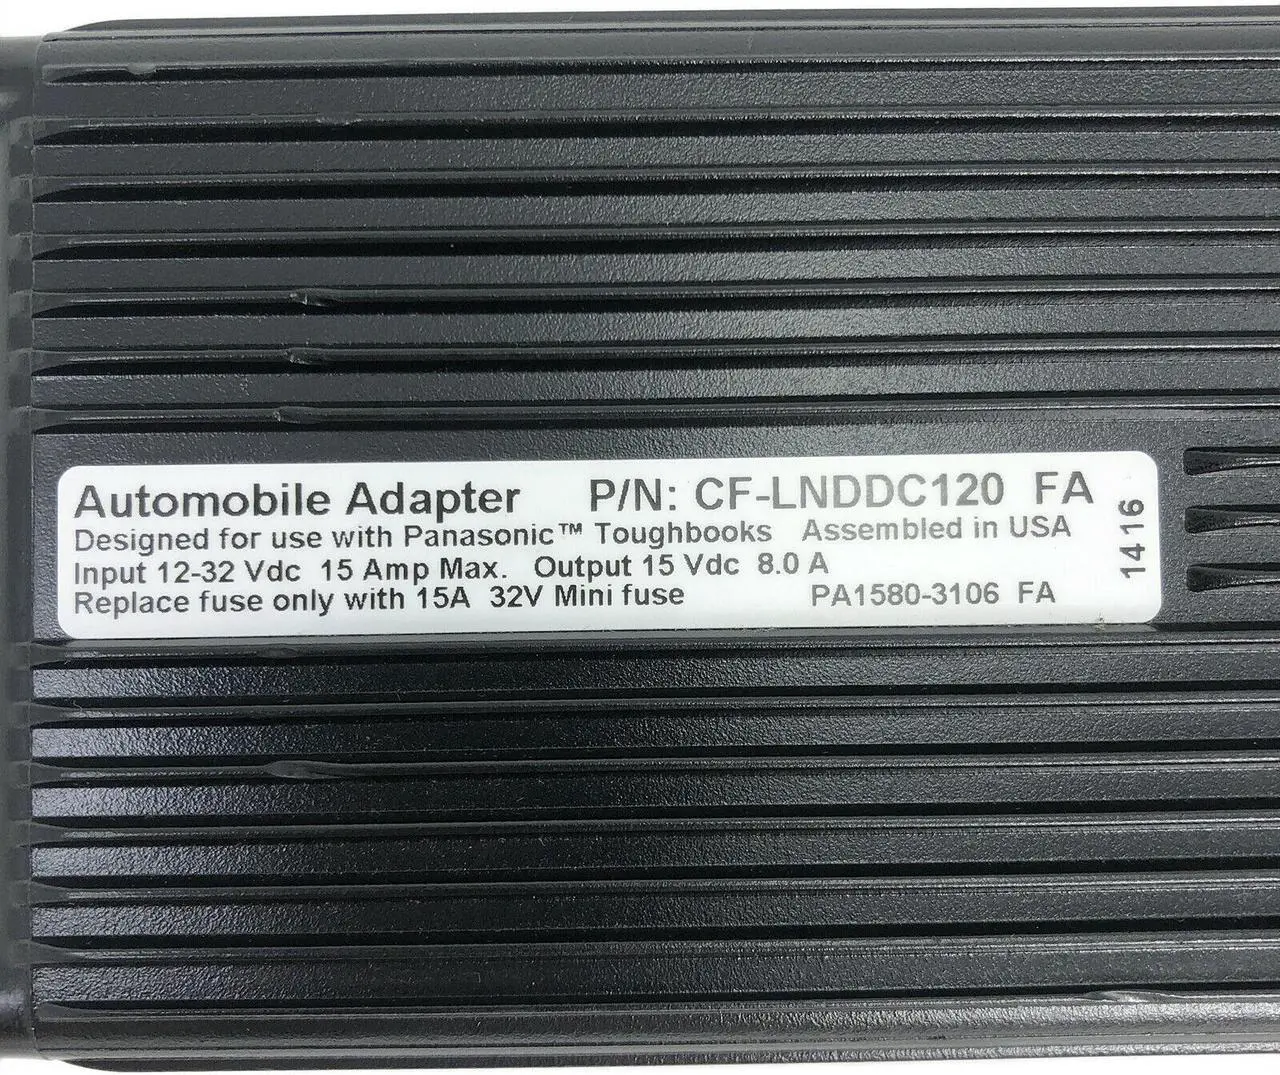 Automobile Adapter P/N: CF-LNDDC120 FA
Designed for use with Panasonic™ Toughbooks Assembled in USA
Input 12-32 Vdc 15 Amp Max. Output 15 Vdc 8.0 A
Replace fuse only with 15A 32V Mini fuse PA1580-3106 FA
1416